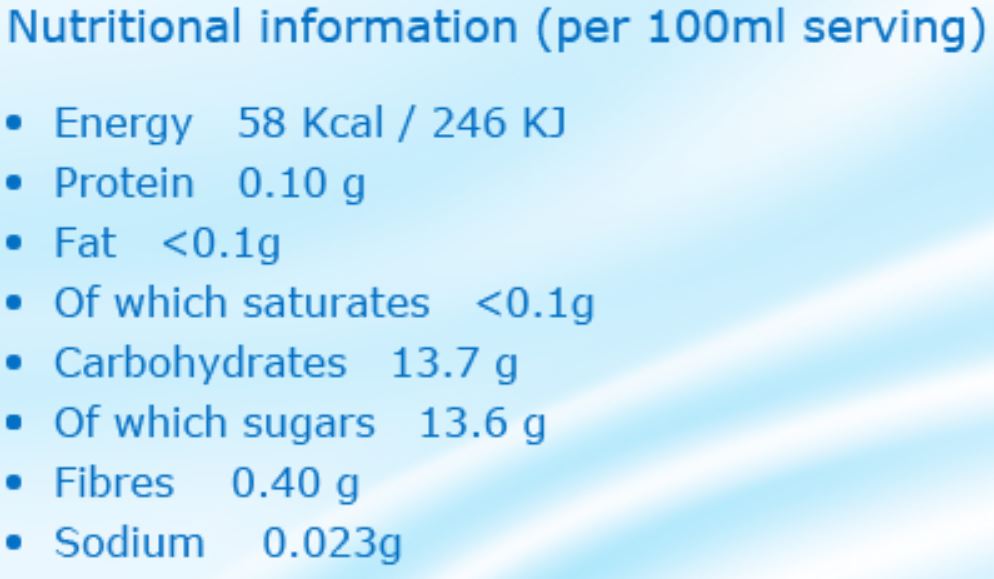 Nutritional information (per 100ml serving)
• Energy 58 Kcal / 246 KJ
• Protein 0.10 g
• Fat <0.1g
• Of which saturates <0.1g
• Carbohydrates 13.7 g
• Of which sugars 13.6 g
• Fibres 0.40 g
• Sodium 0.023g